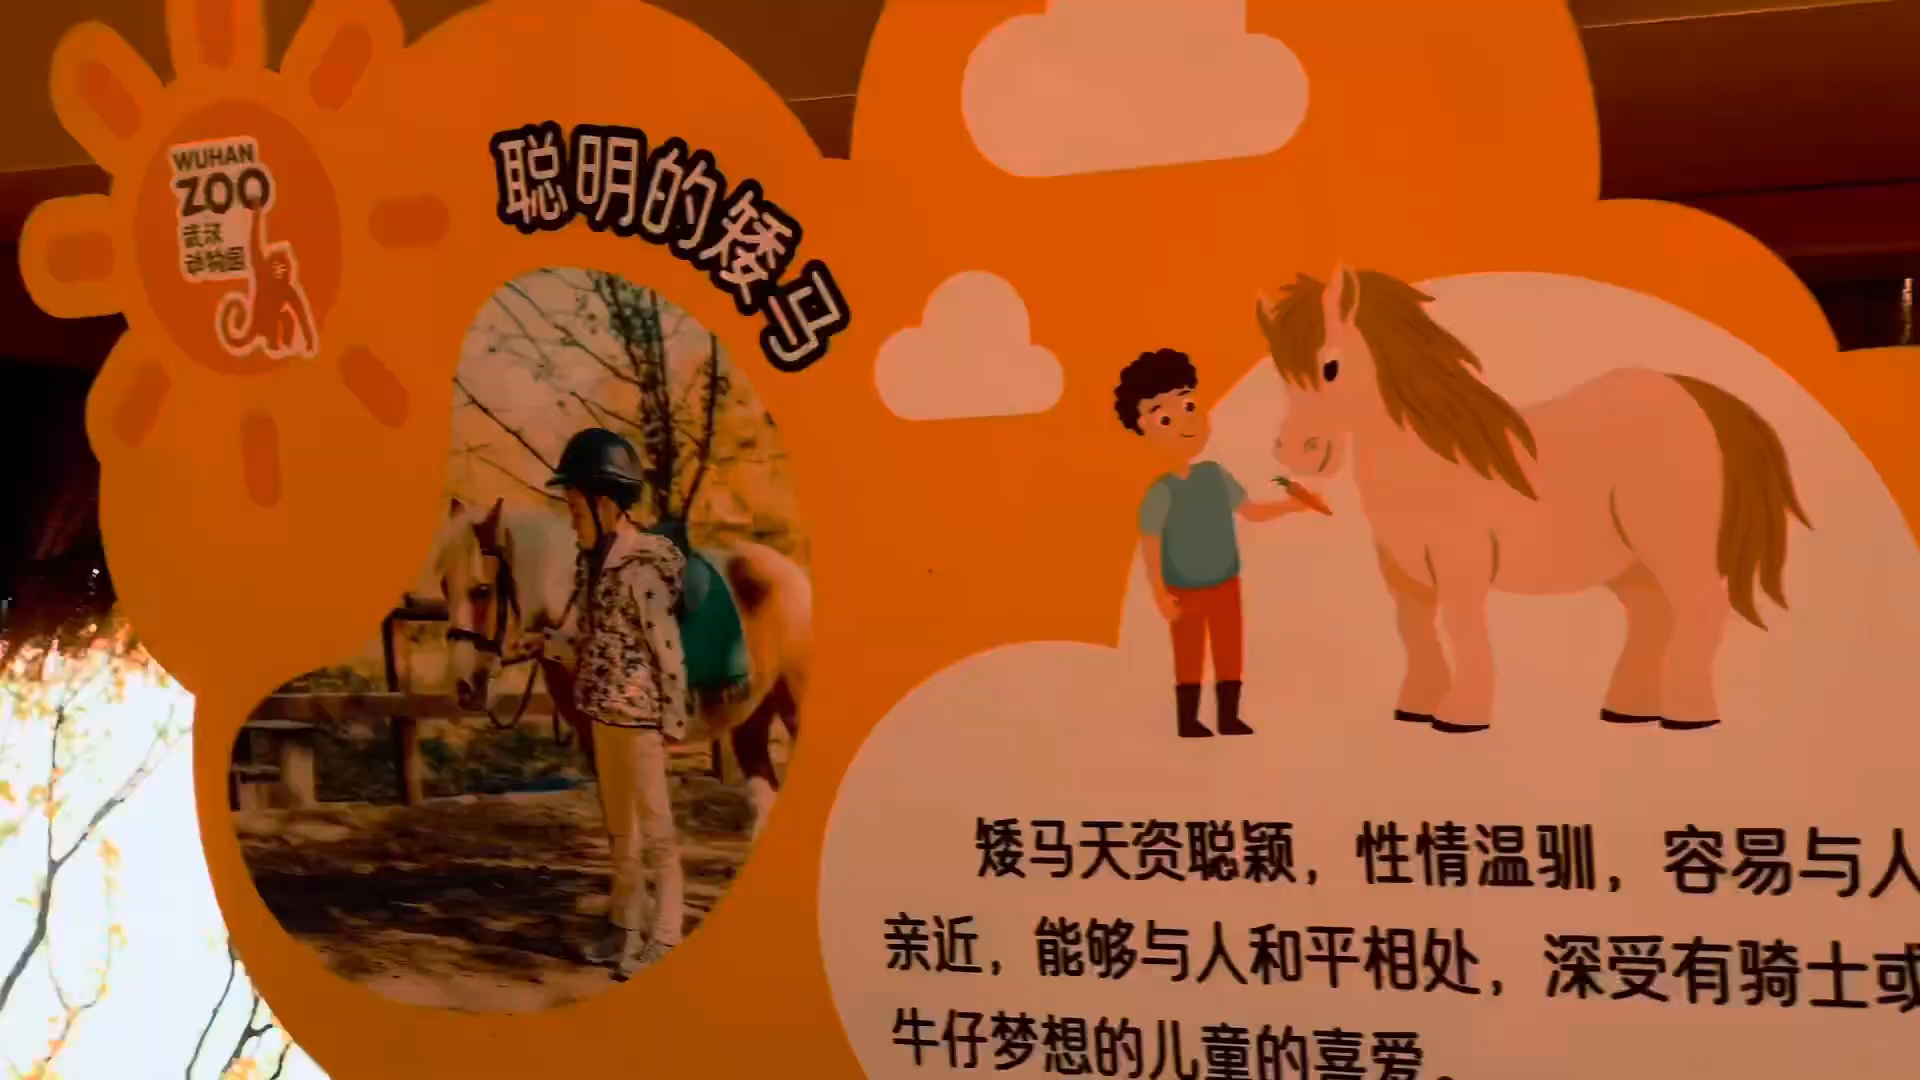 WUHAN
ZOO
武汉
动物园
聪明的矮马
矮马天资聪颖，性情温驯，容易与人
亲近，能够与人和平相处，深受有骑士或
牛仔梦想的儿童的喜爱。